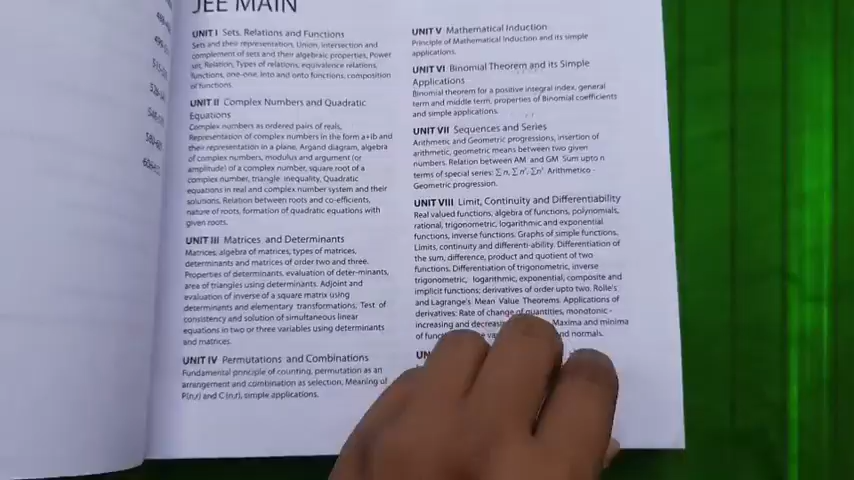 JEE MAIN
UNIT I Sets, Relations and Functions
Sets and their representation, Union, intersection and
complement of sets and their algebraic properties, Power
set, Relation, Types of relations, equivalence relations,
functions, one-one, into and onto functions, composition
of functions.
UNIT II Complex Numbers and Quadratic
Equations
Complex numbers as ordered pairs of reals,
Representation of complex numbers in the form a+ib and
their representation in a plane, Argand diagram, algebra
of complex numbers, modulus and argument (or
amplitude) of a complex number, square root of a
complex number, triangle inequality, Quadratic
equations in real and complex number system and their
solutions. Relation between roots and co-efficients,
nature of roots, formation of quadratic equations with
given roots.
UNIT III Matrices and Determinants
Matrices, algebra of matrices, types of matrices,
determinants and matrices of order two and three.
Properties of determinants, evaluation of deter-minants,
area of triangles using determinants. Adjoint and
evaluation of inverse of a square matrix using
determinants and elementary transformations, Test of
consistency and solution of simultaneous linear
equations in two or three variables using determinants
and matrices.
UNIT IV Permutations and Combinations
Fundamental principle of counting, permutation as an
arrangement and combination as selection, Meaning of
P(n,r) and C (n,r), simple applications.
UNIT V Mathematical Induction
Principle of Mathematical Induction and its simple
applications.
UNIT VI Binomial Theorem and its Simple
Applications
Binomial theorem for a positive integral index, general
term and middle term, properties of Binomial coefficients
and simple applications.
UNIT VII Sequences and Series
Arithmetic and Geometric progressions, insertion of
arithmetic, geometric means between two given
numbers. Relation between AM and GM Sum upto n
terms of special series: Arithmetico -
Geometric progression.
UNIT VIII Limit, Continuity and Differentiability
Real valued functions, algebra of functions, polynomials,
rational, trigonometric, logarithmic and exponential
functions, inverse functions. Graphs of simple functions.
Limits, continuity and differenti-ability. Differentiation of
the sum, difference, product and quotient of two
functions. Differentiation of trigonometric, inverse
trigonometric, logarithmic, exponential, composite and
implicit functions; derivatives of order upto two. Rolle's
and Lagrange's Mean Value Theorems. Applications of
derivatives: Rate of change of quantities, monotonic -
increasing and Maxima and minima
of and normals.